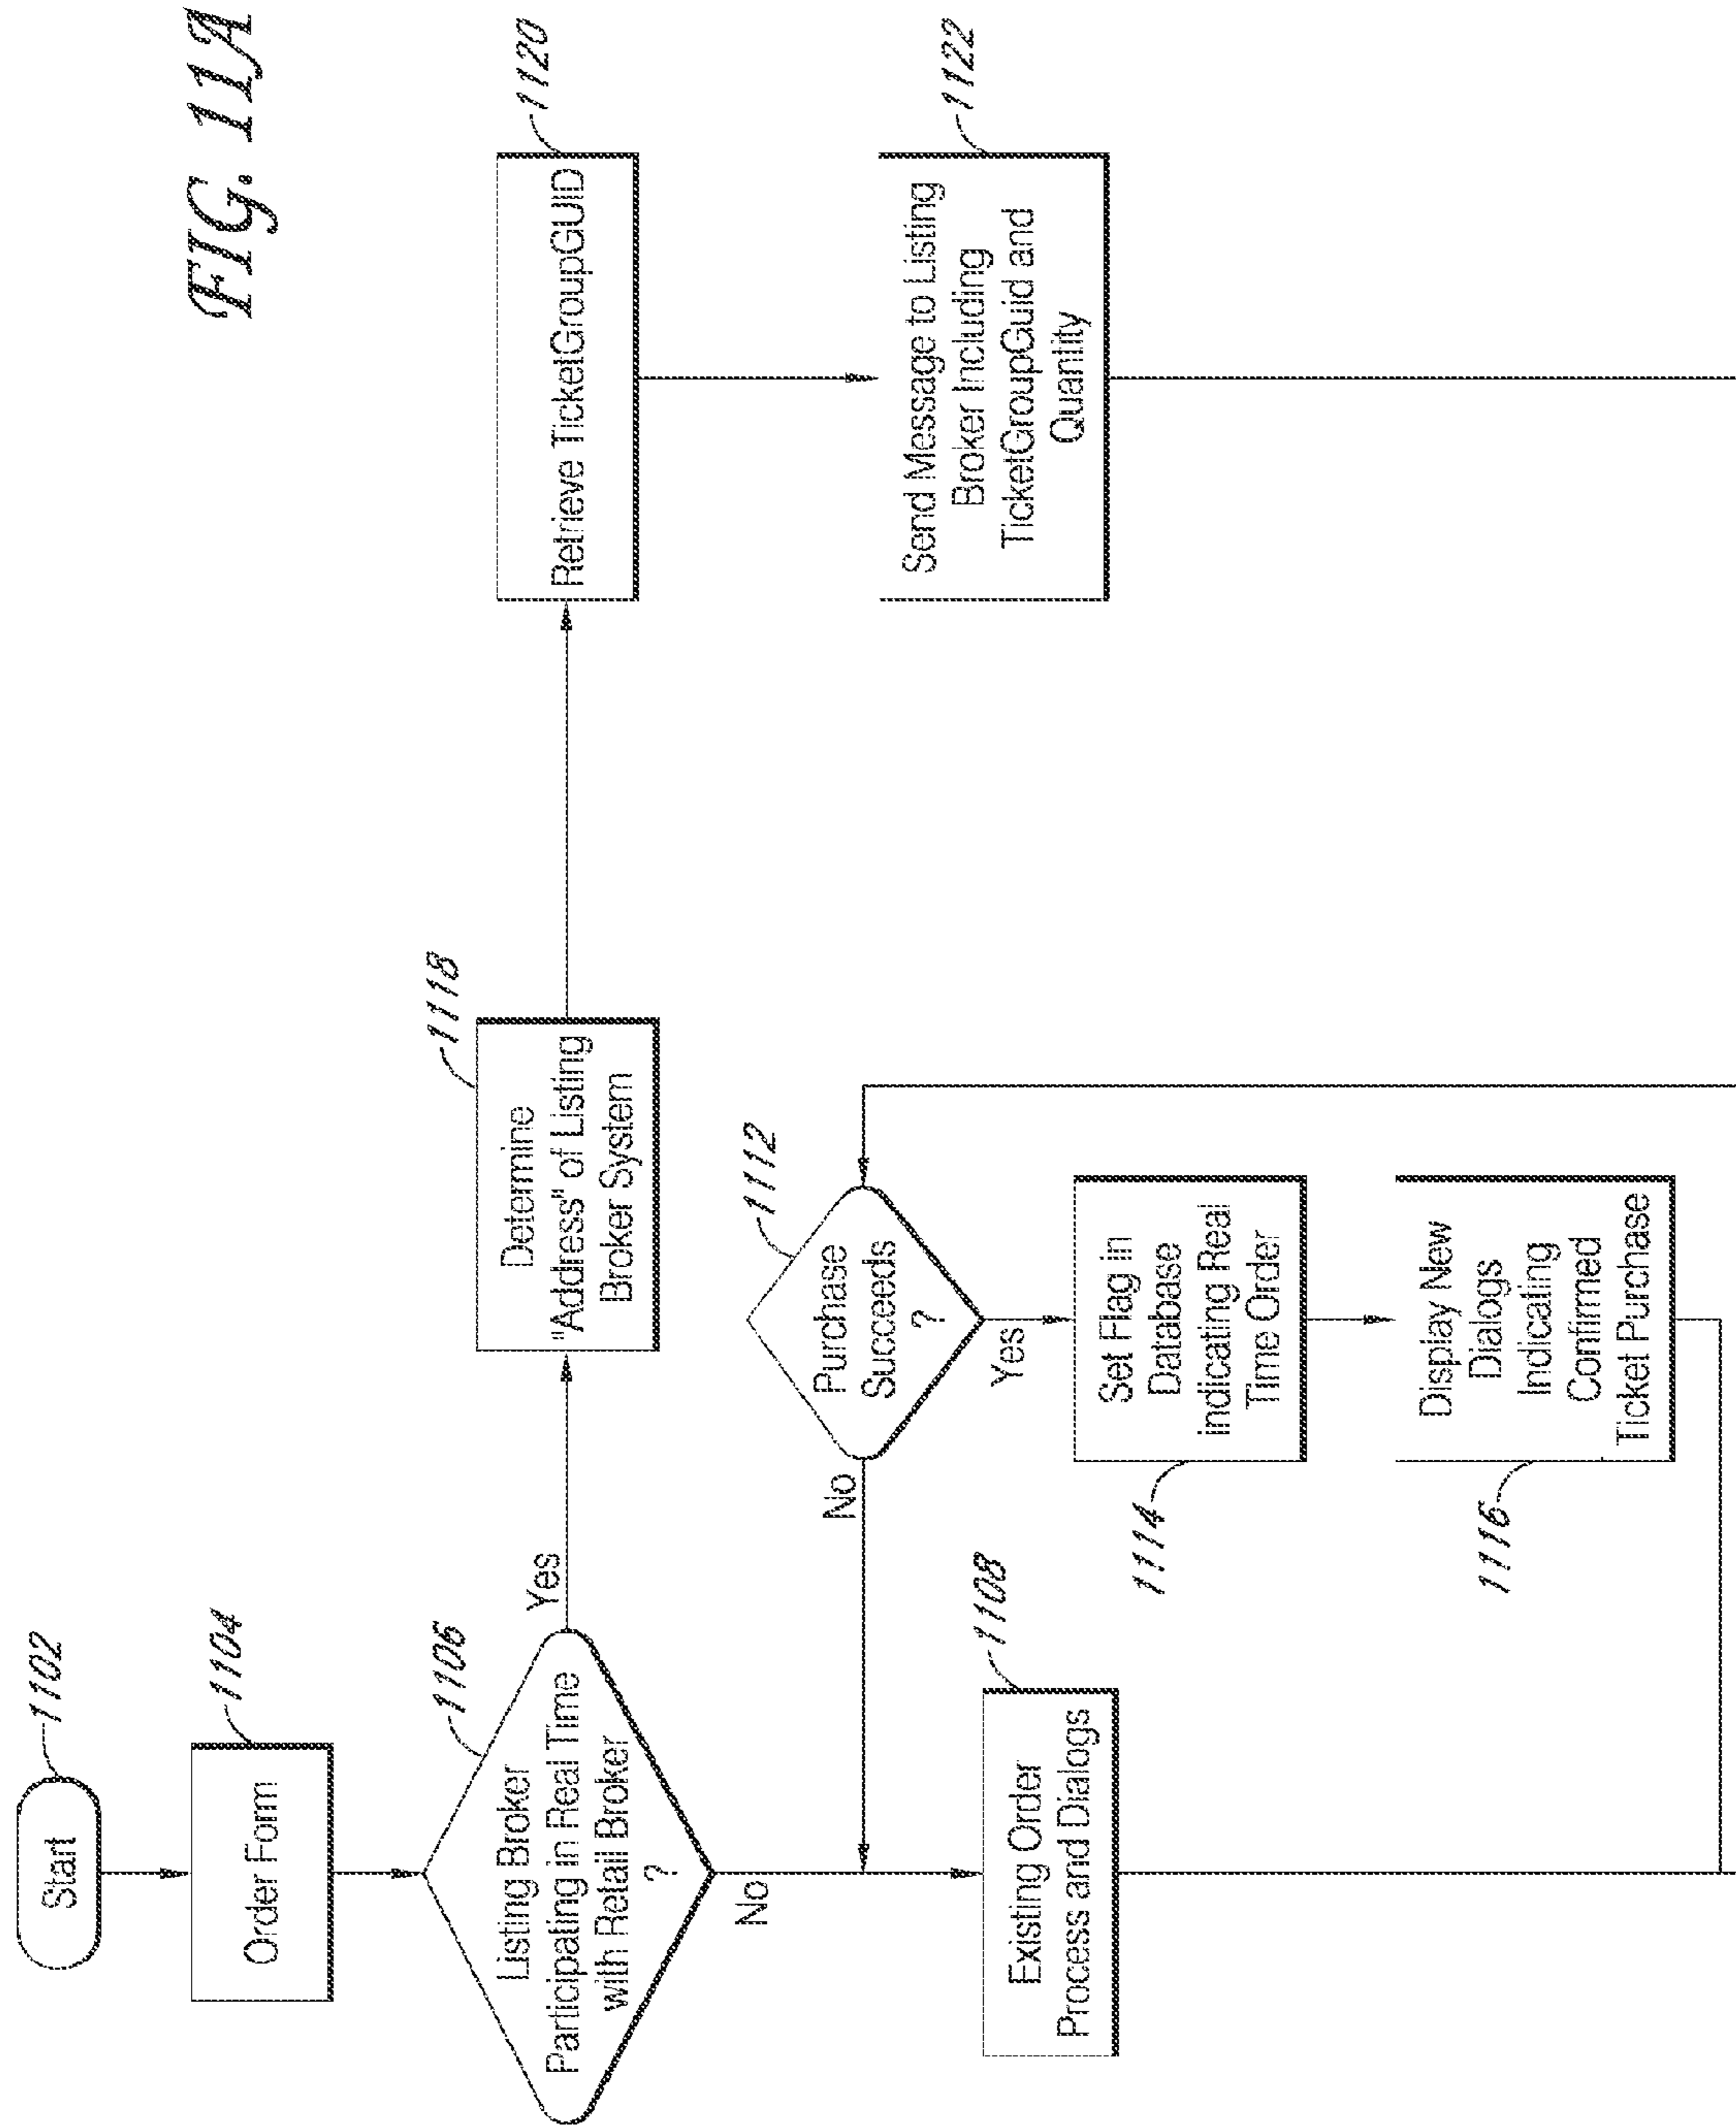 FIG. 11A
1102
Start
1104
Order Form
1106
Listing Broker
Participating in Real Time
with Retail Broker
?
Yes
No
1118
Determine
"Address" of Listing
Broker System
1120
Retrieve TicketGroupGUID
1122
Send Message to Listing
Broker Including
TicketGroupGuid and
Quantity
1112
Purchase
Succeeds
?
No
Yes
1108
Existing Order
Process and Dialogs
1114
Set Flag in
Database
Indicating Real
Time Order
1116
Display New
Dialogs
Indicating
Confirmed
Ticket Purchase